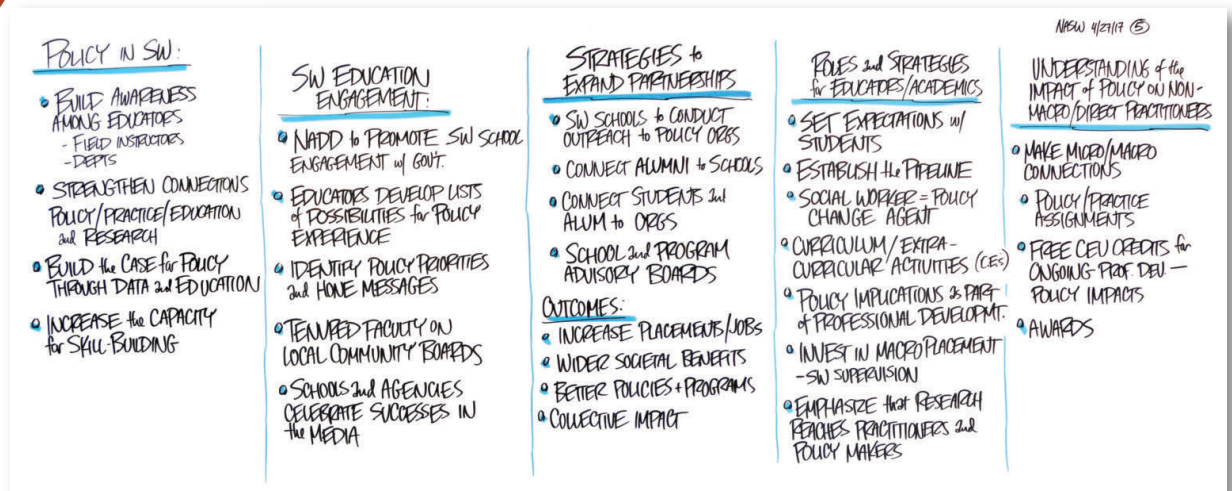 NASW 4/27/17 5
POLICY IN SW:
BUILD AWARENESS
AMONG EDUCATORS
- FIELD INSTRUCTORS
- DEPTS
STRENGTHEN CONNECTIONS
POLICY/PRACTICE/EDUCATION
and RESEARCH
BUILD the CASE for POLICY
THROUGH DATA and EDUCATION
INCREASE the CAPACITY
for SKILL-BUILDING
SW EDUCATION
ENGAGEMENT:
NADD to PROMOTE SW SCHOOL
ENGAGEMENT w/ GOVT.
EDUCATORS DEVELOP LISTS
of POSSIBILITIES for POLICY
EXPERIENCE
IDENTIFY POLICY PRIORITIES
and HONE MESSAGES
TENURED FACULTY ON
LOCAL COMMUNITY BOARDS
SCHOOLS and AGENCIES
CELEBRATE SUCCESSES IN
the MEDIA
STRATEGIES to
EXPAND PARTNERSHIPS
SW SCHOOLS to CONDUCT
OUTREACH to POLICY ORGS
CONNECT ALUMNI to SCHOOLS
CONNECT STUDENTS and
ALUM to ORGS
SCHOOL and PROGRAM
ADVISORY BOARDS
OUTCOMES:
INCREASE PLACEMENTS/JOBS
WIDER SOCIETAL BENEFITS
BETTER POLICIES + PROGRAMS
COLLECTIVE IMPACT
ROLES and STRATEGIES
for EDUCATORS/ACADEMICS
SET EXPECTATIONS w/
STUDENTS
ESTABLISH the PIPELINE
SOCIAL WORKER = POLICY
CHANGE AGENT
CURRICULUM/EXTRA-
CURRICULAR ACTIVITIES (CEs)
POLICY IMPLICATIONS as PART
of PROFESSIONAL DEVELOPMT.
INVEST IN MACRO PLACEMENT
- SW SUPERVISION
EMPHASIZE that RESEARCH
REACHES PRACTITIONERS and
POLICY MAKERS
UNDERSTANDING of the
IMPACT of POLICY ON NON-
MACRO/DIRECT PRACTITIONERS
MAKE MICRO/MACRO
CONNECTIONS
POLICY/PRACTICE
ASSIGNMENTS
FREE CEU CREDITS for
ONGOING PROF. DEV. —
POLICY IMPACTS
AWARDS